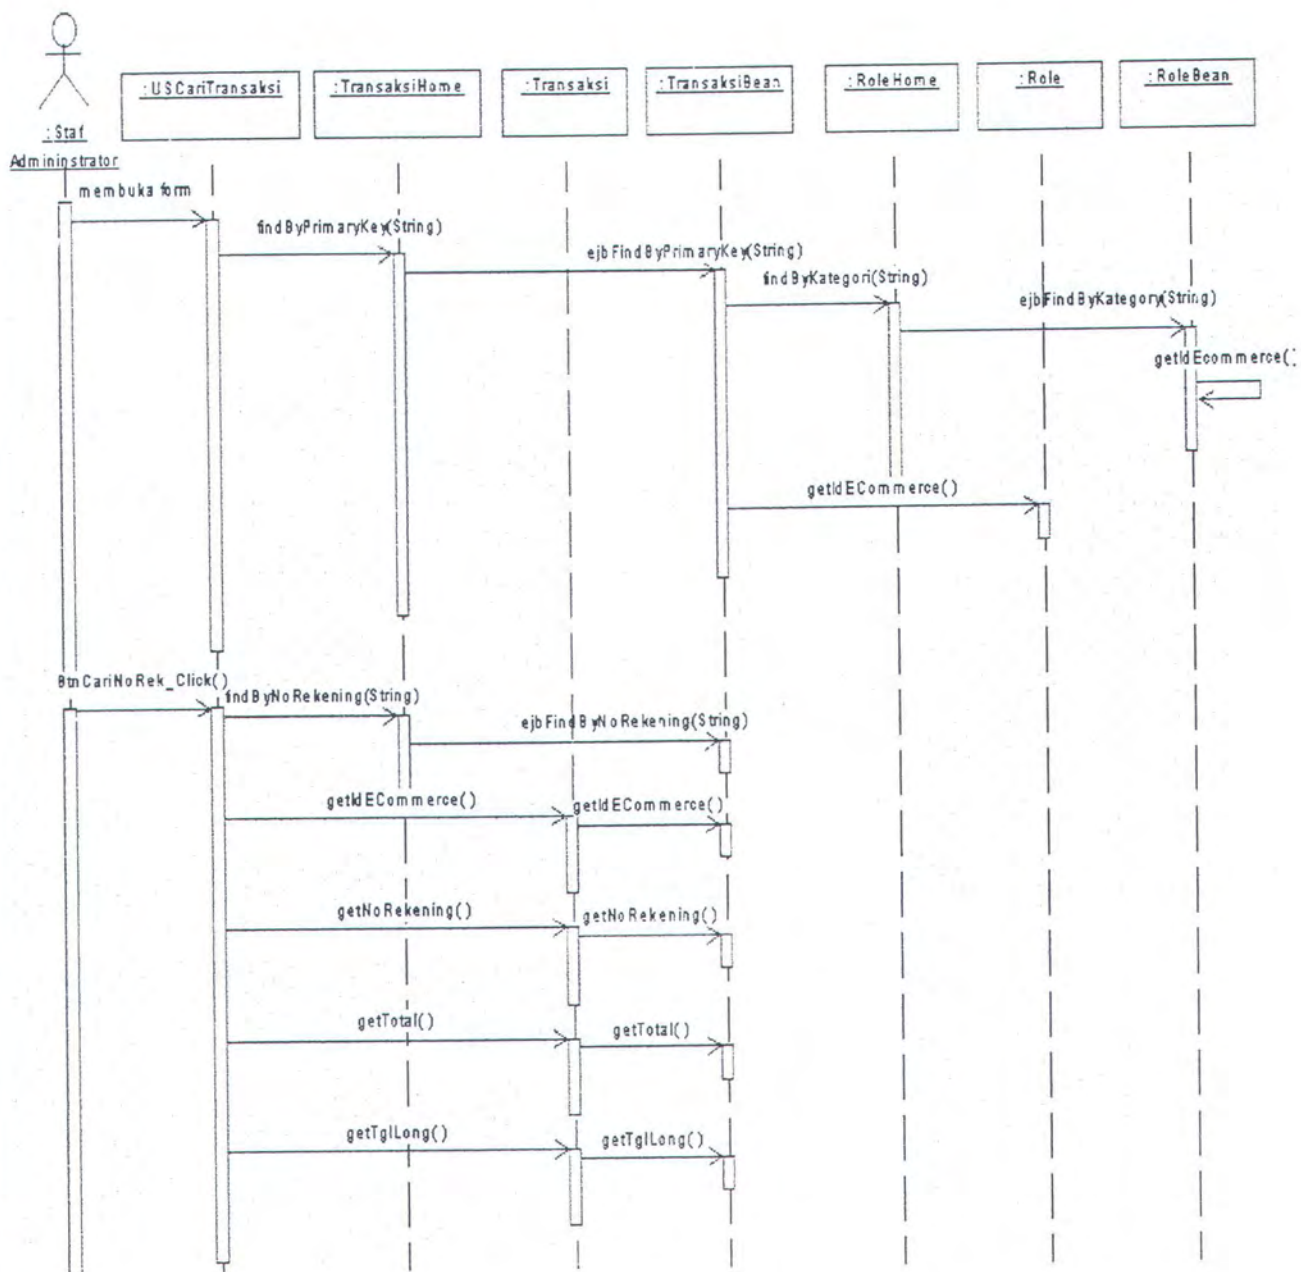 :USCariTransaksi
:TransaksiHome
:Transaksi
:TransaksiBean
:RoleHome
:Role
:RoleBean
:Staf
Admininstrator
membuka form
findByPrimaryKey(String)
ejbFindByPrimaryKey(String)
findByKategori(String)
ejbFindByKategory(String)
getIdEcommerce()
getIdECommerce()
BtnCariNoRek_Click()
findByNoRekening(String)
ejbFindByNoRekening(String)
getIdECommerce()
getIdECommerce()
getNoRekening()
getNoRekening()
getTotal()
getTotal()
getTglLong()
getTglLong()